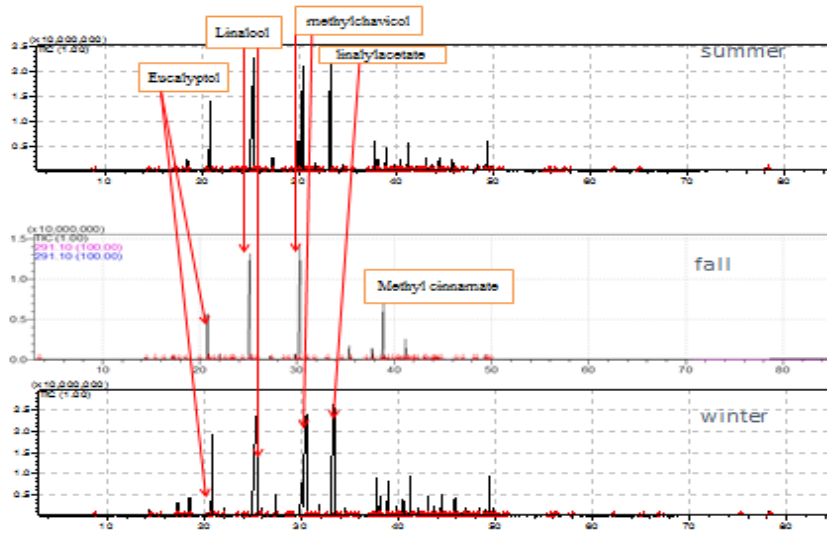 Linalool
methylchavicol
linalylacetate
Eucalyptol
(x10,000,000)
TIC (1.00)
summer
2.5
2.0
1.5
1.0
0.5
10 20 30 40 50 60 70 80
(x10,000,000)
TIC (1.00)
291.10 (100.00)
291.10 (100.00)
fall
Methyl cinnamate
1.5
1.0
0.5
0.0
10 20 30 40 50 60 70 80
(x10,000,000)
TIC (1.00)
winter
2.5
2.0
1.5
1.0
0.5
10 20 30 40 50 60 70 80